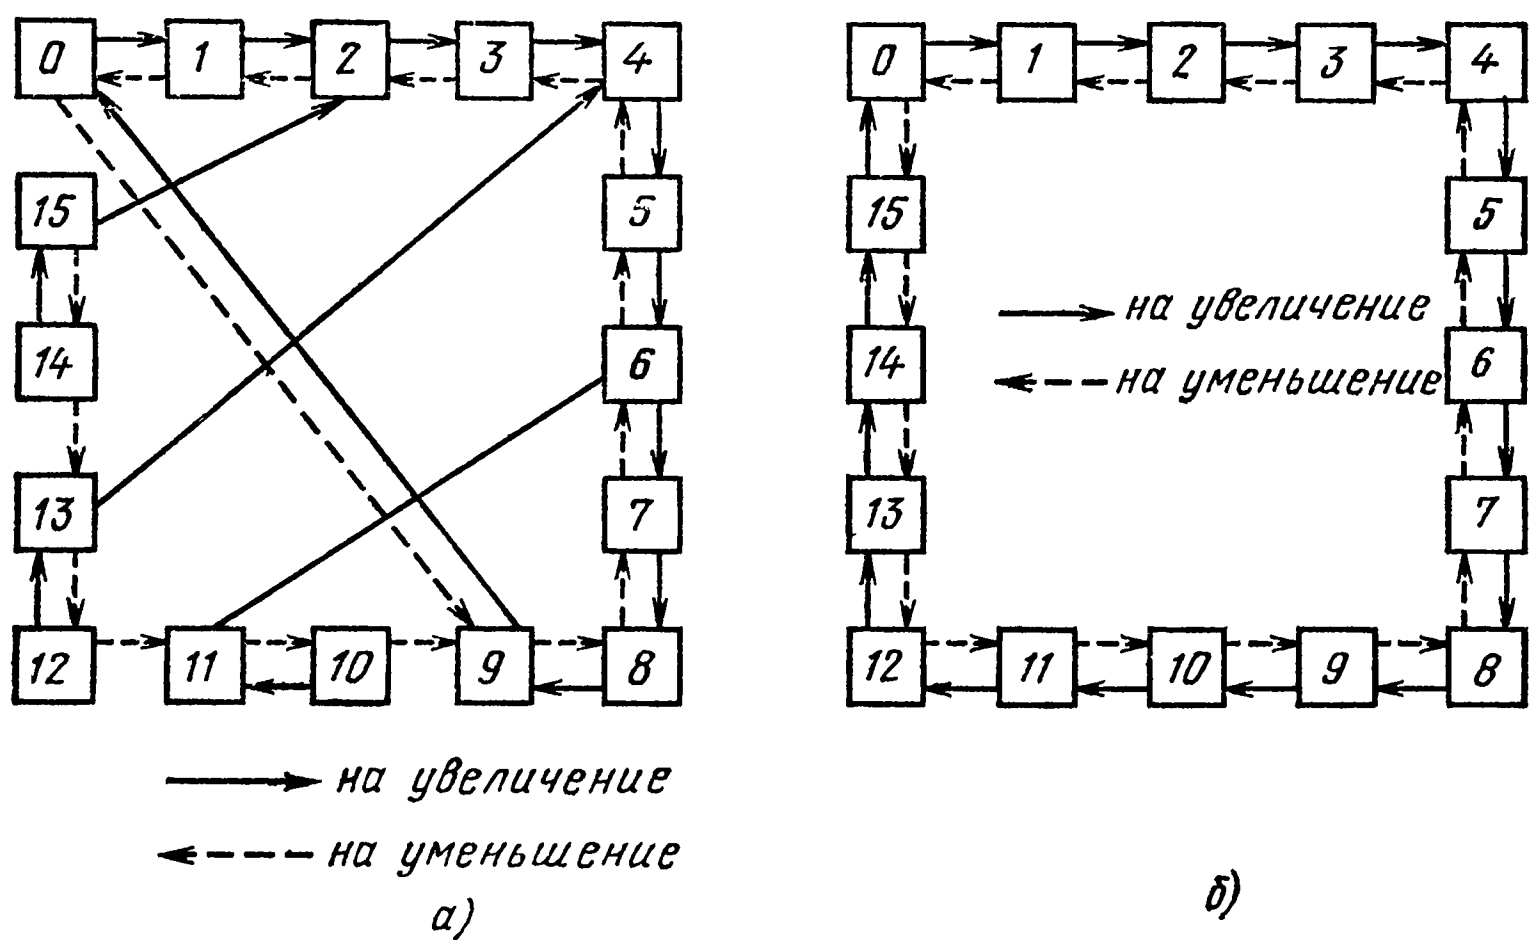 0 1 2 3 4
15 5
14 6
13 7
12 11 10 9 8
на увеличение
на уменьшение
а)
0 1 2 3 4
15 5
14 6
13 7
12 11 10 9 8
на увеличение
на уменьшение
б)